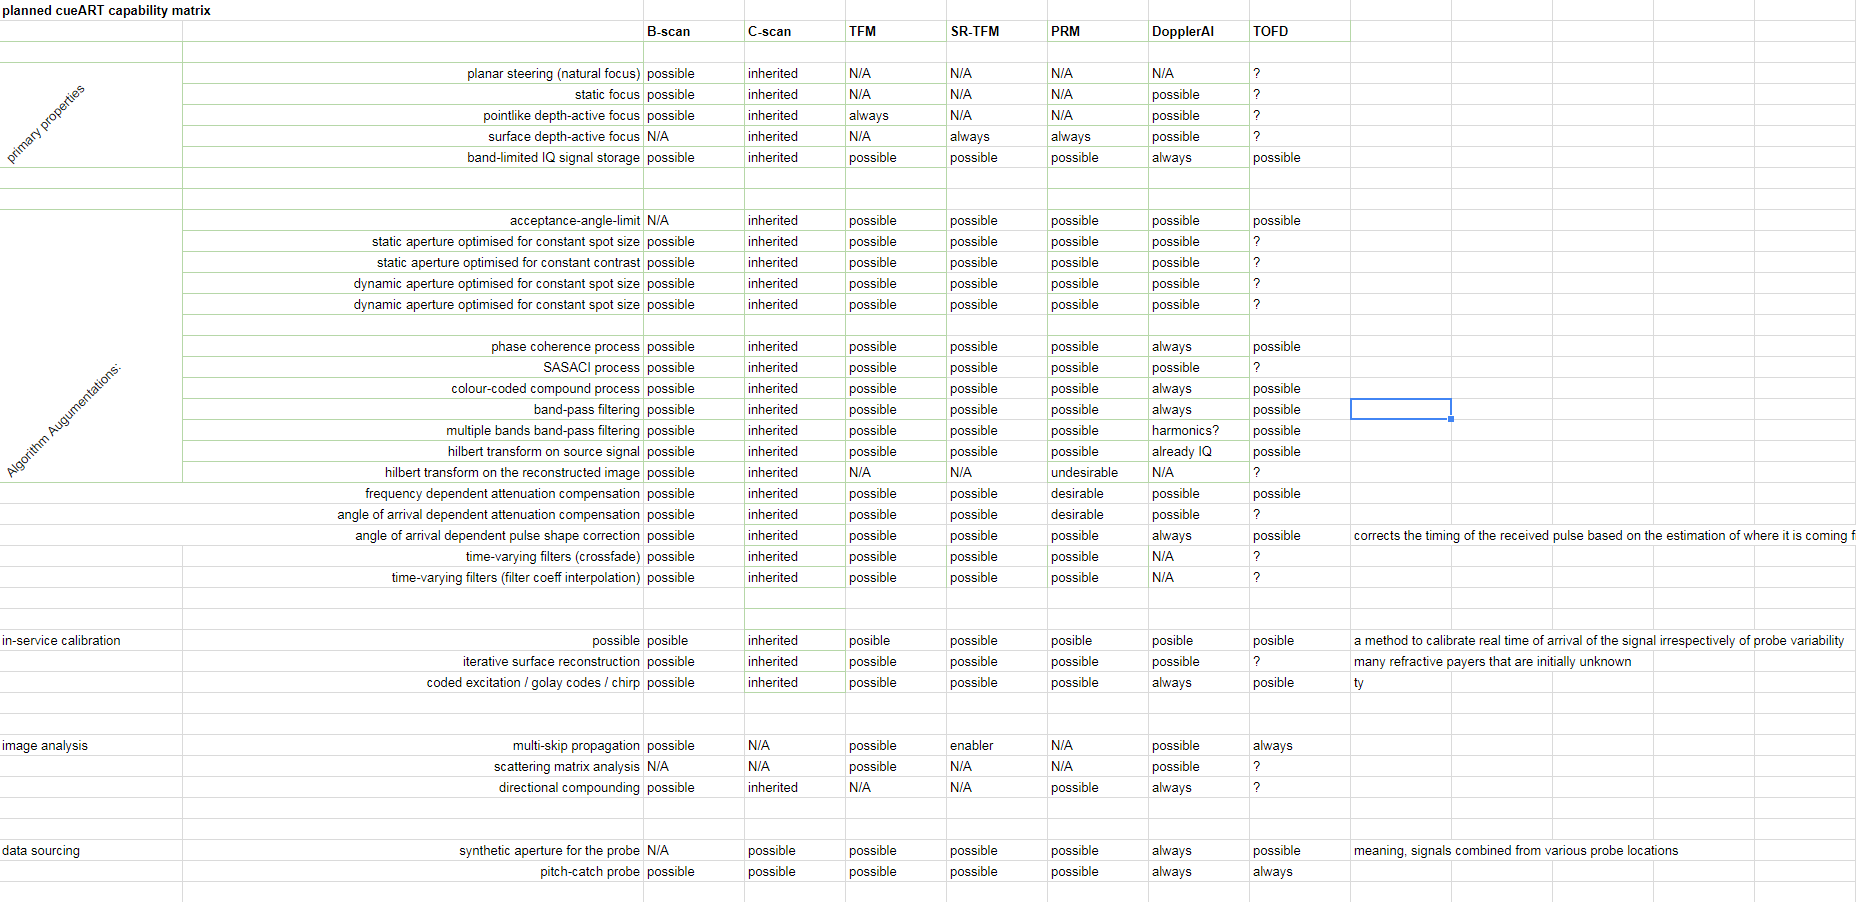 planned cueART capability matrix
B-scan C-scan TFM SR-TFM PRM DopplerAI TOFD
primary properties
planar steering (natural focus) possible inherited N/A N/A N/A N/A ?
static focus possible inherited N/A N/A N/A possible ?
pointlike depth-active focus possible inherited always N/A N/A possible ?
surface depth-active focus N/A inherited N/A always always possible ?
band-limited IQ signal storage possible inherited possible possible possible always possible
Algorithm Augumentations:
acceptance-angle-limit N/A inherited possible possible possible possible possible
static aperture optimised for constant spot size possible inherited possible possible possible possible ?
static aperture optimised for constant contrast possible inherited possible possible possible possible ?
dynamic aperture optimised for constant spot size possible inherited possible possible possible possible ?
dynamic aperture optimised for constant spot size possible inherited possible possible possible possible ?
phase coherence process possible inherited possible possible possible always possible
SASACI process possible inherited possible possible possible possible ?
colour-coded compound process possible inherited possible possible possible always possible
band-pass filtering possible inherited possible possible possible always possible
multiple bands band-pass filtering possible inherited possible possible possible harmonics? possible
hilbert transform on source signal possible inherited possible possible possible already IQ possible
hilbert transform on the reconstructed image possible inherited N/A N/A undesirable N/A ?
frequency dependent attenuation compensation possible inherited possible possible desirable possible possible
angle of arrival dependent attenuation compensation possible inherited possible possible desirable possible ?
angle of arrival dependent pulse shape correction possible inherited possible possible possible always possible corrects the timing of the received pulse based on the estimation of where it is coming f
time-varying filters (crossfade) possible inherited possible possible possible N/A ?
time-varying filters (filter coeff interpolation) possible inherited possible possible possible N/A ?
in-service calibration possible posible inherited posible possible posible posible posible a method to calibrate real time of arrival of the signal irrespectively of probe variability
iterative surface reconstruction possible inherited possible possible possible possible ? many refractive payers that are initially unknown
coded excitation / golay codes / chirp possible inherited possible possible possible always posible ty
image analysis multi-skip propagation possible N/A possible enabler N/A possible always
scattering matrix analysis N/A N/A possible N/A N/A possible ?
directional compounding possible inherited N/A N/A possible always ?
data sourcing synthetic aperture for the probe N/A possible possible possible possible always possible meaning, signals combined from various probe locations
pitch-catch probe possible possible possible possible possible always always